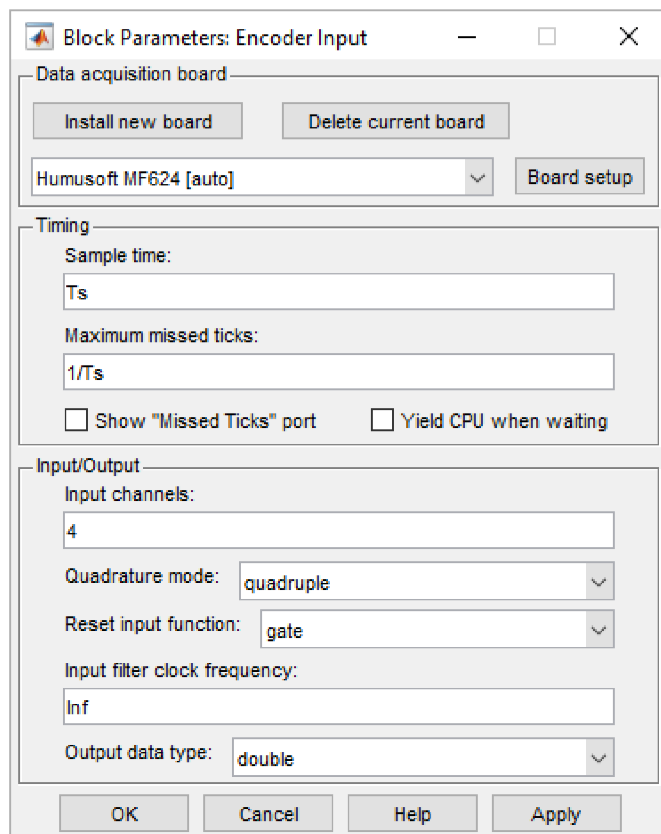 Block Parameters: Encoder Input
Data acquisition board
Install new board Delete current board
Humusoft MF624 [auto] Board setup
Timing
Sample time:
Ts
Maximum missed ticks:
1/Ts
Show "Missed Ticks" port Yield CPU when waiting
Input/Output
Input channels:
4
Quadrature mode: quadruple
Reset input function: gate
Input filter clock frequency:
Inf
Output data type: double
OK Cancel Help Apply